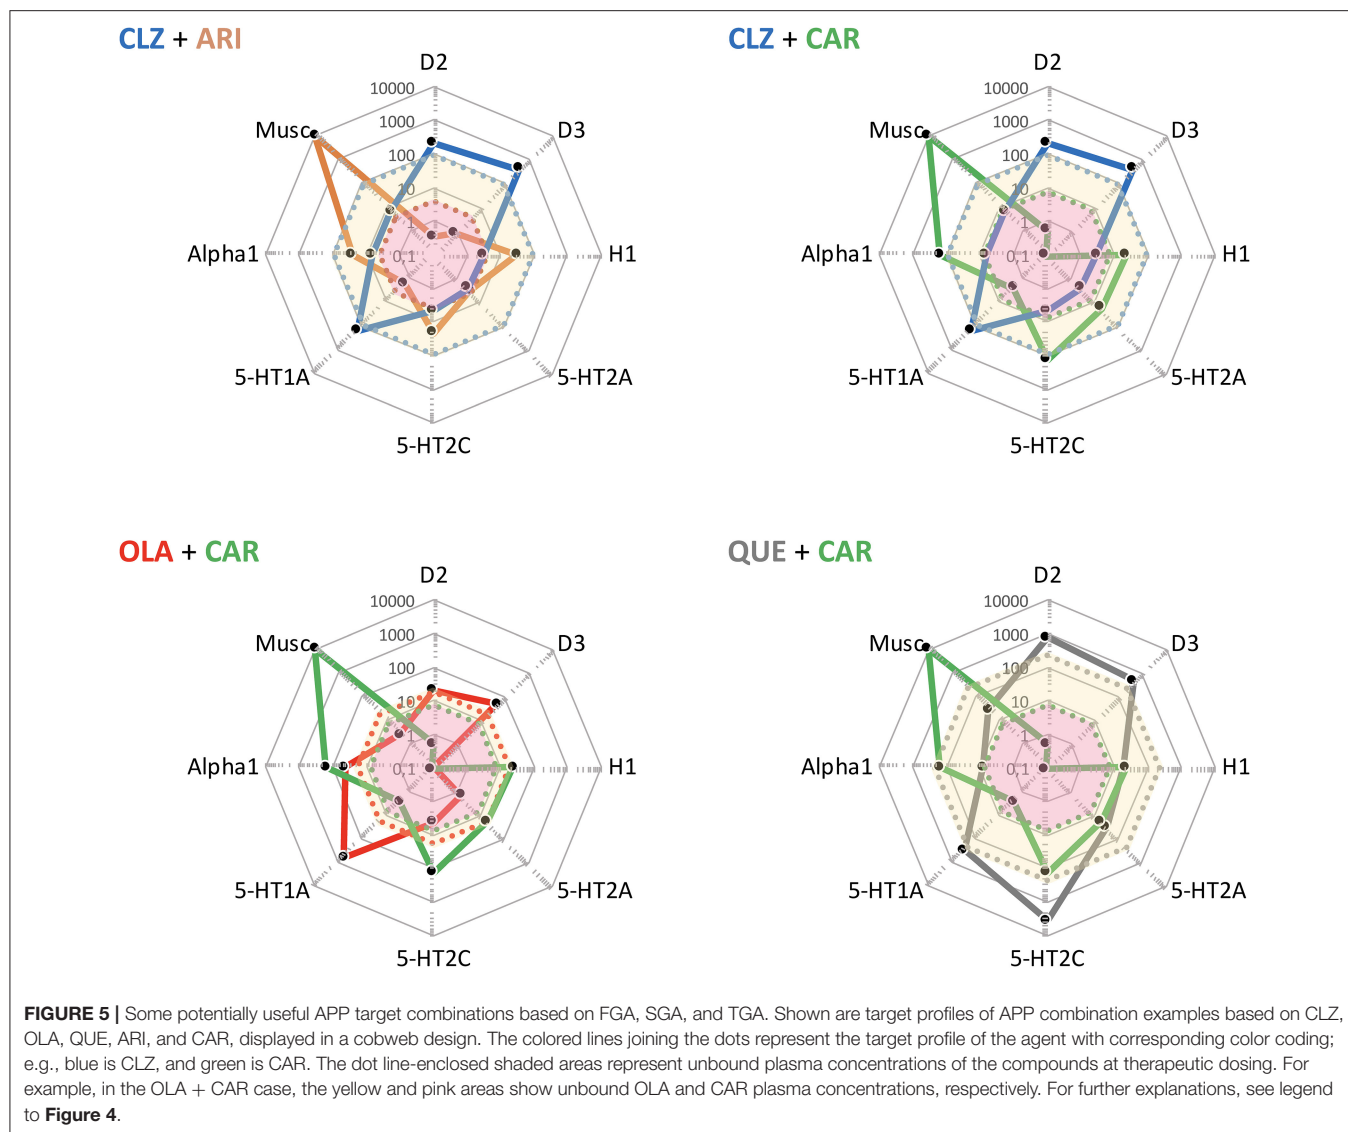 CLZ + ARI
D2
10000
1000
100
10
1
0,1
Musc
D3
Alpha1
H1
5-HT1A
5-HT2A
5-HT2C
CLZ + CAR
D2
10000
1000
100
10
1
0,1
Musc
D3
Alpha1
H1
5-HT1A
5-HT2A
5-HT2C
OLA + CAR
D2
10000
1000
100
10
1
0,1
Musc
D3
Alpha1
H1
5-HT1A
5-HT2A
5-HT2C
QUE + CAR
D2
10000
1000
100
10
1
0,1
Musc
D3
Alpha1
H1
5-HT1A
5-HT2A
5-HT2C
FIGURE 5 | Some potentially useful APP target combinations based on FGA, SGA, and TGA. Shown are target profiles of APP combination examples based on CLZ,
OLA, QUE, ARI, and CAR, displayed in a cobweb design. The colored lines joining the dots represent the target profile of the agent with corresponding color coding;
e.g., blue is CLZ, and green is CAR. The dot line-enclosed shaded areas represent unbound plasma concentrations of the compounds at therapeutic dosing. For
example, in the OLA + CAR case, the yellow and pink areas show unbound OLA and CAR plasma concentrations, respectively. For further explanations, see legend
to Figure 4.